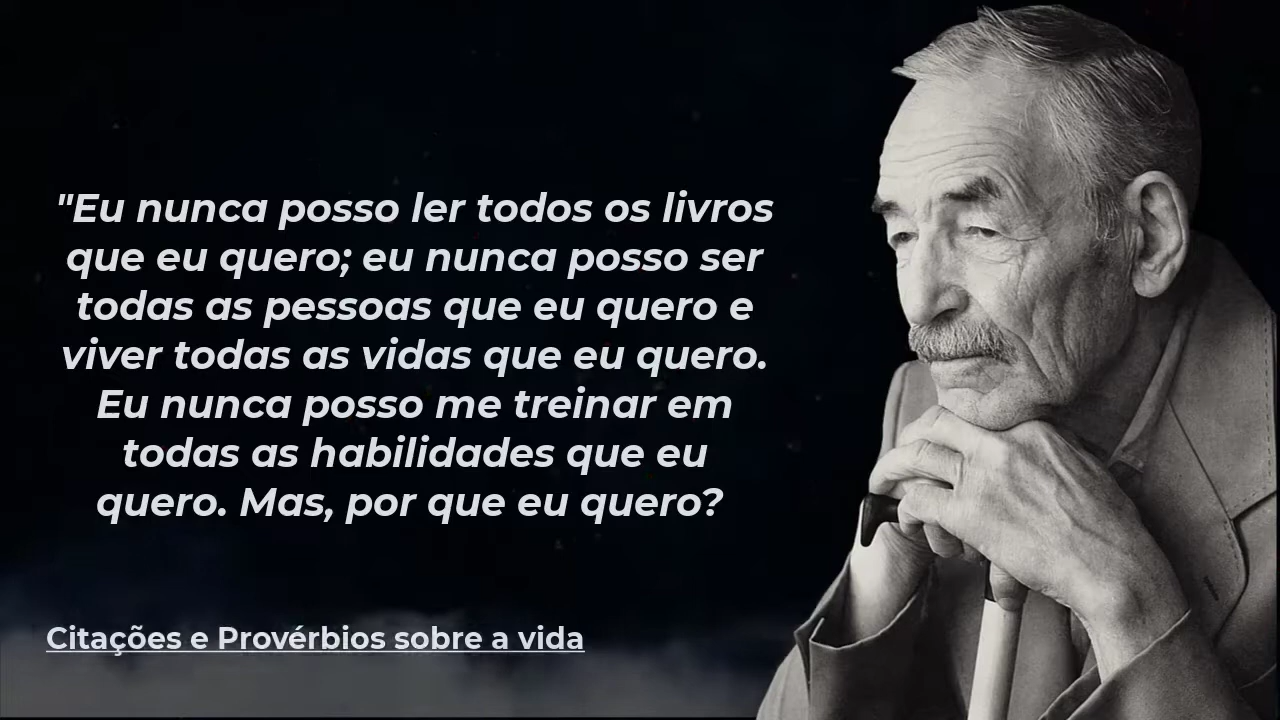 "Eu nunca posso ler todos os livros
que eu quero; eu nunca posso ser
todas as pessoas que eu quero e
viver todas as vidas que eu quero.
Eu nunca posso me treinar em
todas as habilidades que eu
quero. Mas, por que eu quero?
Citações e Provérbios sobre a vida